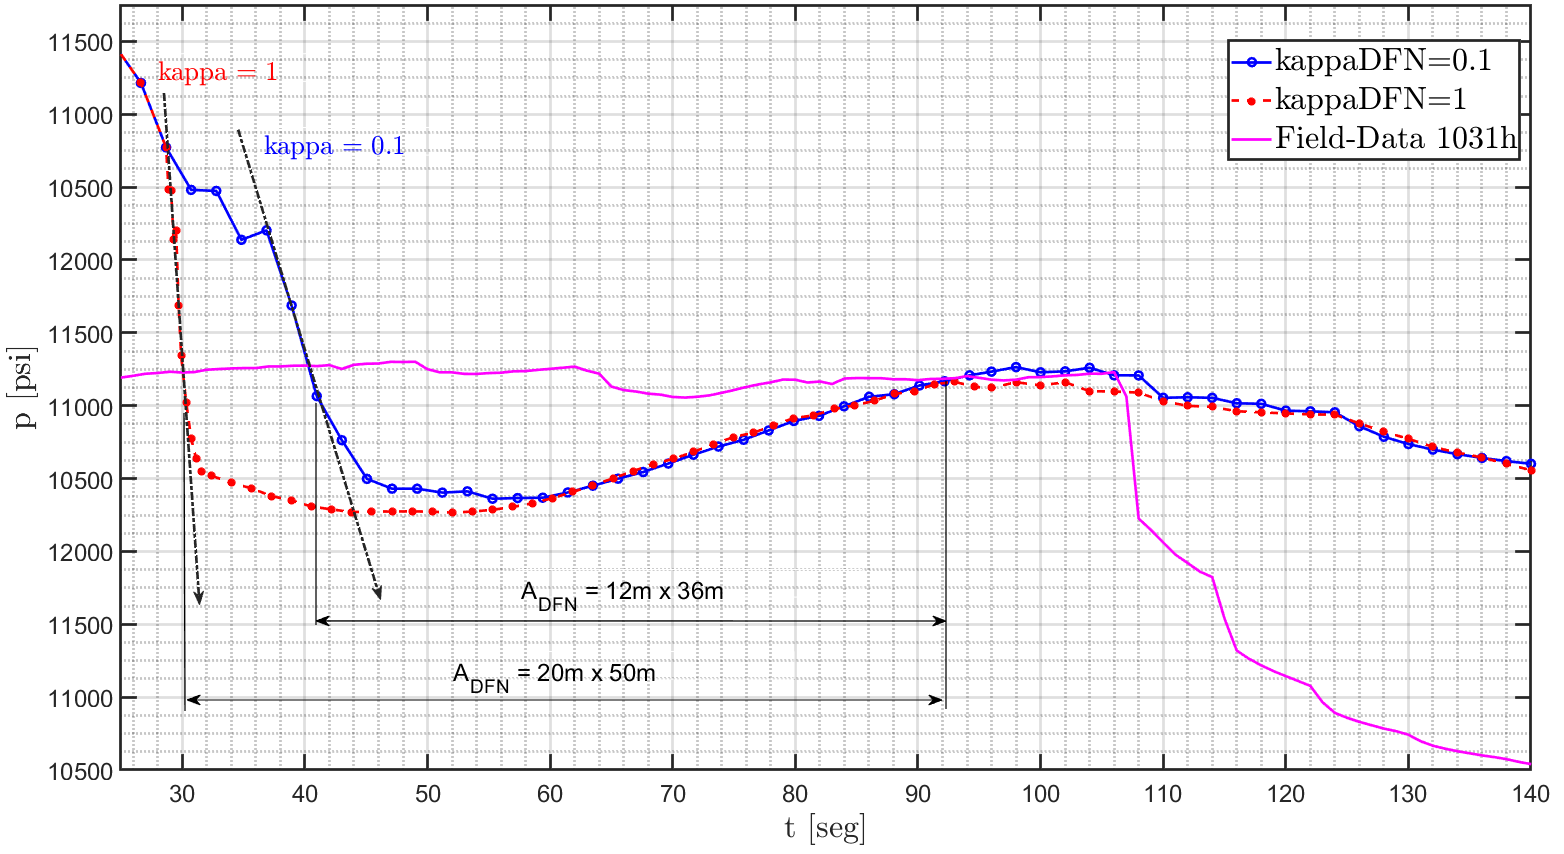 11500
11000
10500
12000
11500
11000
10500
12000
11500
11000
10500
p [psi]
kappa = 1
kappa = 0.1
kappaDFN=0.1
kappaDFN=1
Field-Data 1031h
A_DFN = 12m x 36m
A_DFN = 20m x 50m
30 40 50 60 70 80 90 100 110 120 130 140
t [seg]